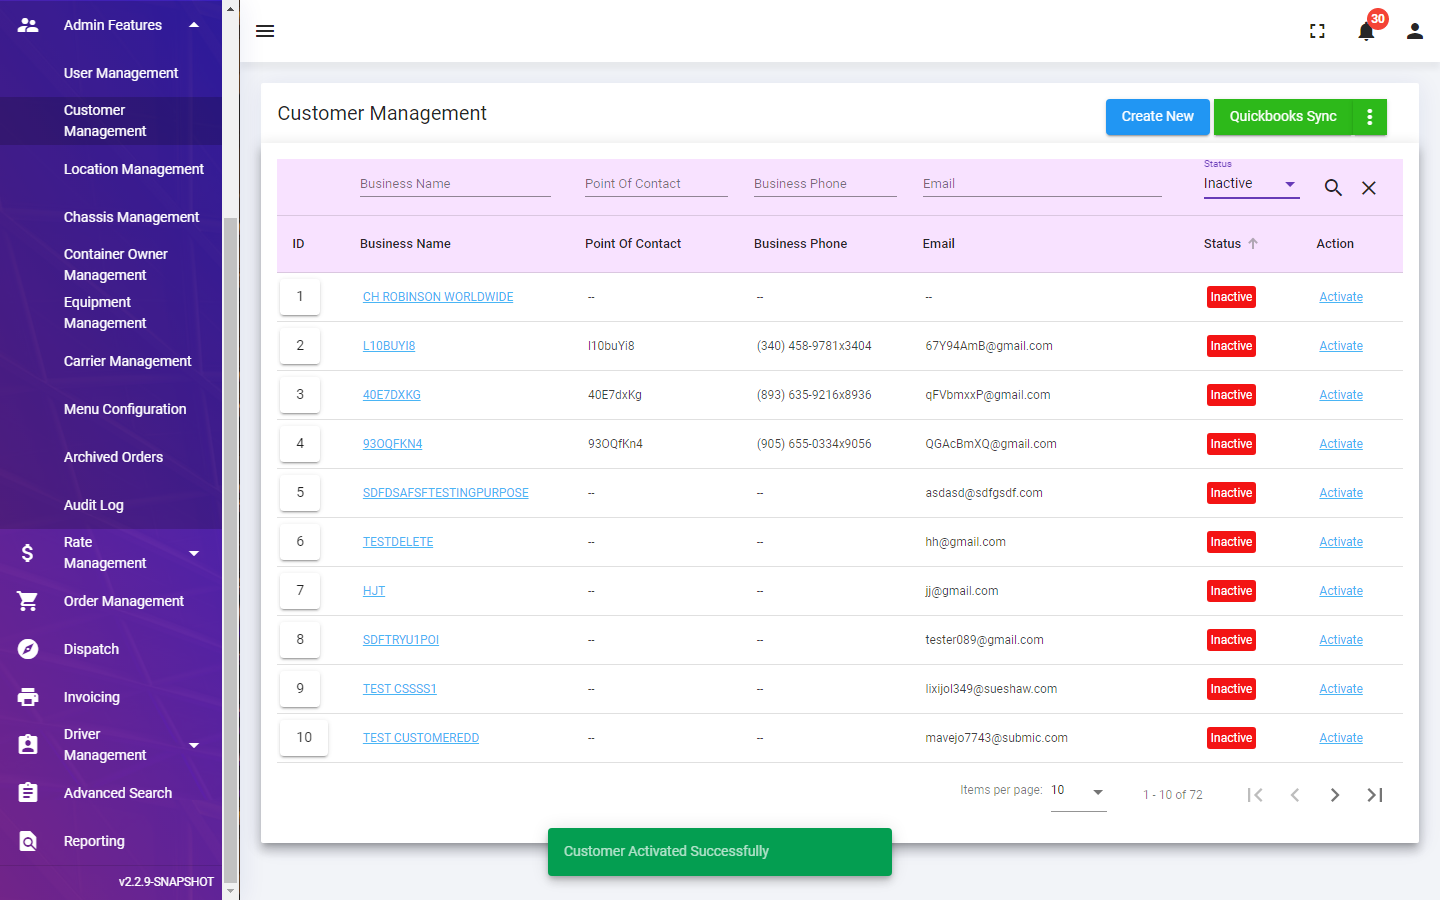 Admin Features
User Management
Customer
Management
Location Management
Chassis Management
Container Owner
Management
Equipment
Management
Carrier Management
Menu Configuration
Archived Orders
Audit Log
Rate
Management
Order Management
Dispatch
Invoicing
Driver
Management
Advanced Search
Reporting
v2.2.9-SNAPSHOT
30
Customer Management
Create New
Quickbooks Sync
Business Name Point Of Contact Business Phone Email Status Inactive
ID Business Name Point Of Contact Business Phone Email Status Action
1 CH ROBINSON WORLDWIDE -- -- -- Inactive Activate
2 L10BUYI8 l10buYi8 (340) 458-9781x3404 67Y94AmB@gmail.com Inactive Activate
3 40E7DXKG 40E7dxKg (893) 635-9216x8936 qFVbmxxP@gmail.com Inactive Activate
4 93OQFKN4 93OQfKn4 (905) 655-0334x9056 QGAcBmXQ@gmail.com Inactive Activate
5 SDFDSAFSFTESTINGPURPOSE -- -- asdasd@sdfgsdf.com Inactive Activate
6 TESTDELETE -- -- hh@gmail.com Inactive Activate
7 HJT -- -- jj@gmail.com Inactive Activate
8 SDFTRYU1POI -- -- tester089@gmail.com Inactive Activate
9 TEST CSSSS1 -- -- lixijol349@sueshaw.com Inactive Activate
10 TEST CUSTOMEREDD -- -- mavejo7743@submic.com Inactive Activate
Items per page: 10 1 - 10 of 72
Customer Activated Successfully